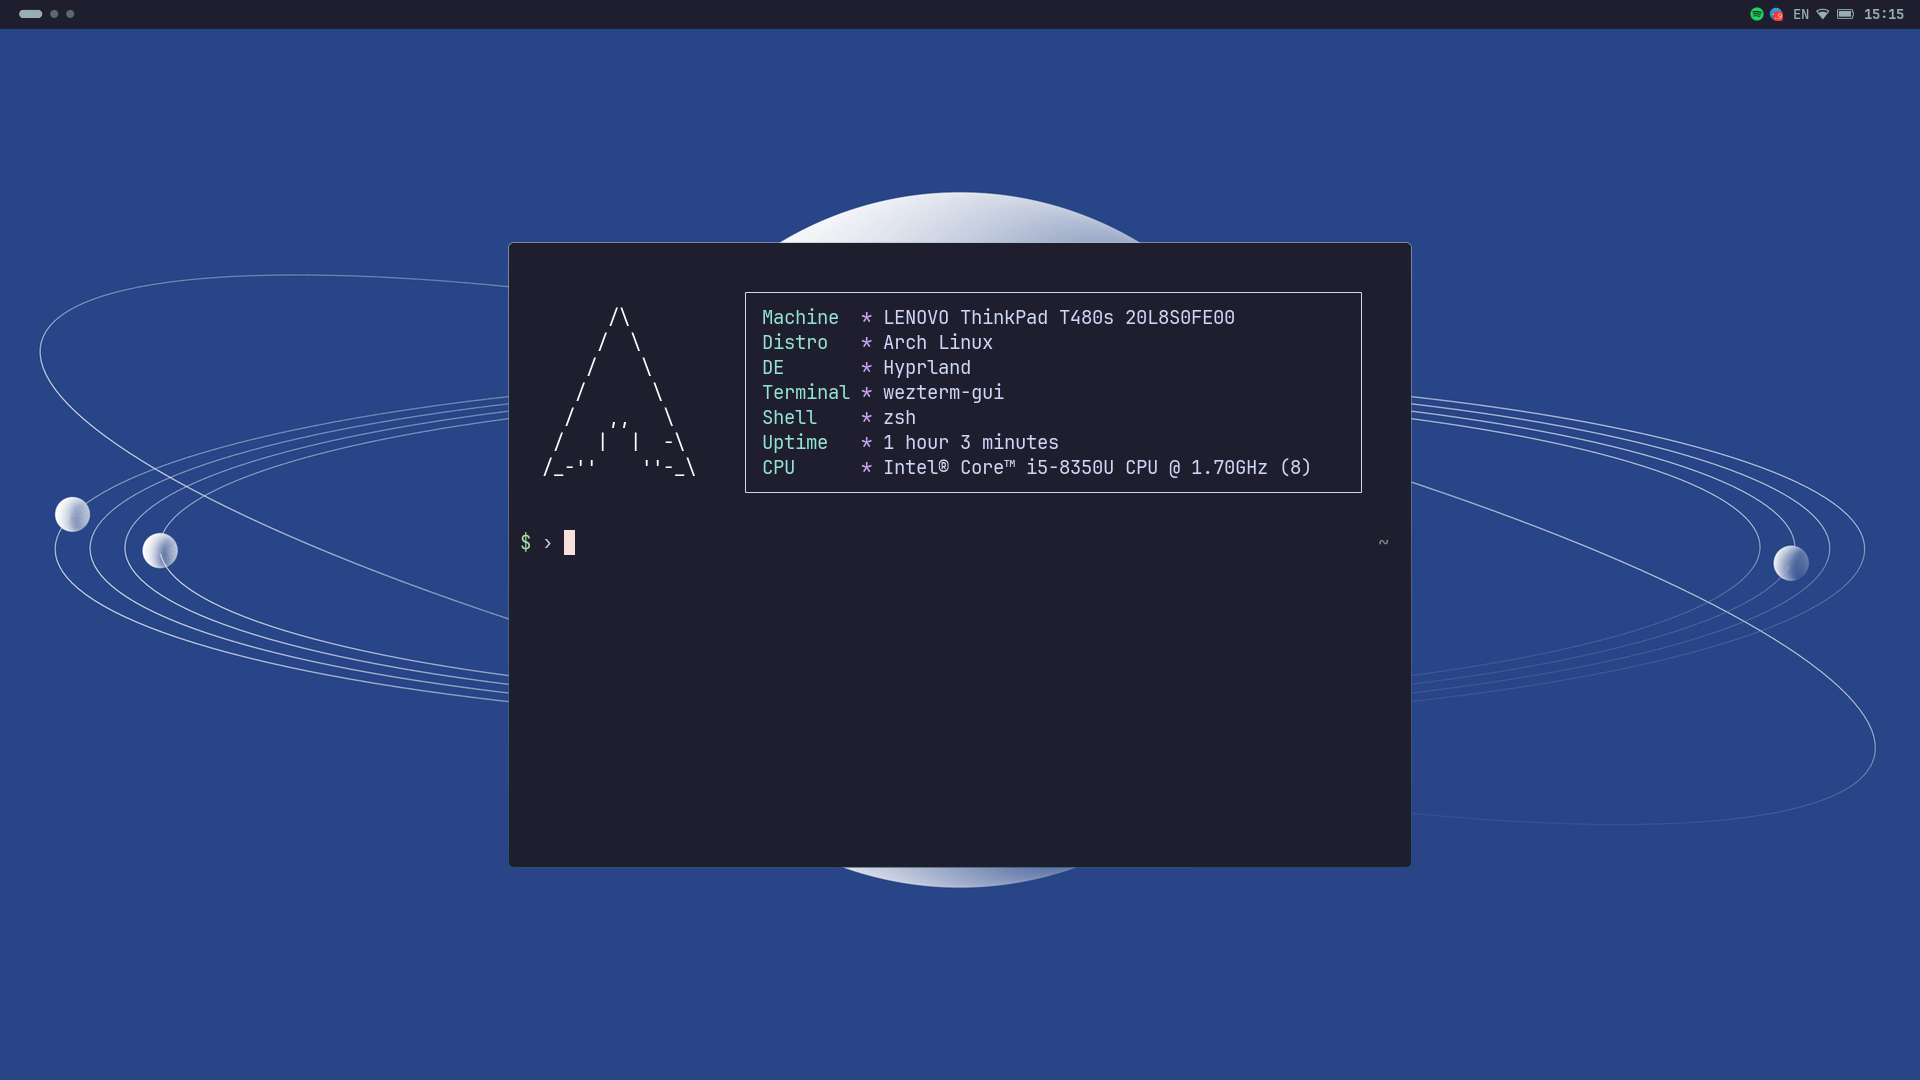 EN 15:15
Machine * LENOVO ThinkPad T480s 20L8S0FE00
Distro * Arch Linux
DE * Hyprland
Terminal * wezterm-gui
Shell * zsh
Uptime * 1 hour 3 minutes
CPU * Intel® Core™ i5-8350U CPU @ 1.70GHz (8)
$ › ~